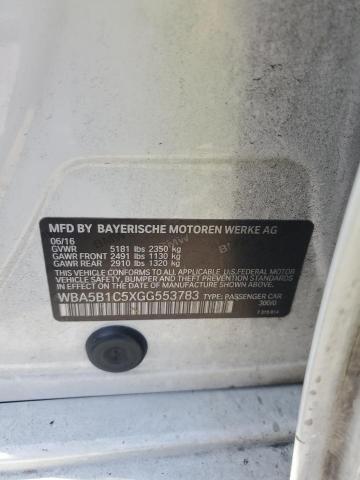 MFD BY BAYERISCHE MOTOREN WERKE AG
06/16
GVWR 5181 lbs 2350 kg
GAWR FRONT 2491 lbs 1130 kg
GAWR REAR 2910 lbs 1320 kg
THIS VEHICLE CONFORMS TO ALL APPLICABLE U.S. FEDERAL MOTOR
VEHICLE SAFETY, BUMPER, AND THEFT PREVENTION STANDARDS
IN EFFECT ON THE DATE OF MANUFACTURE SHOWN ABOVE.
WBA5B1C5XGG553783 TYPE: PASSENGER CAR
300/0